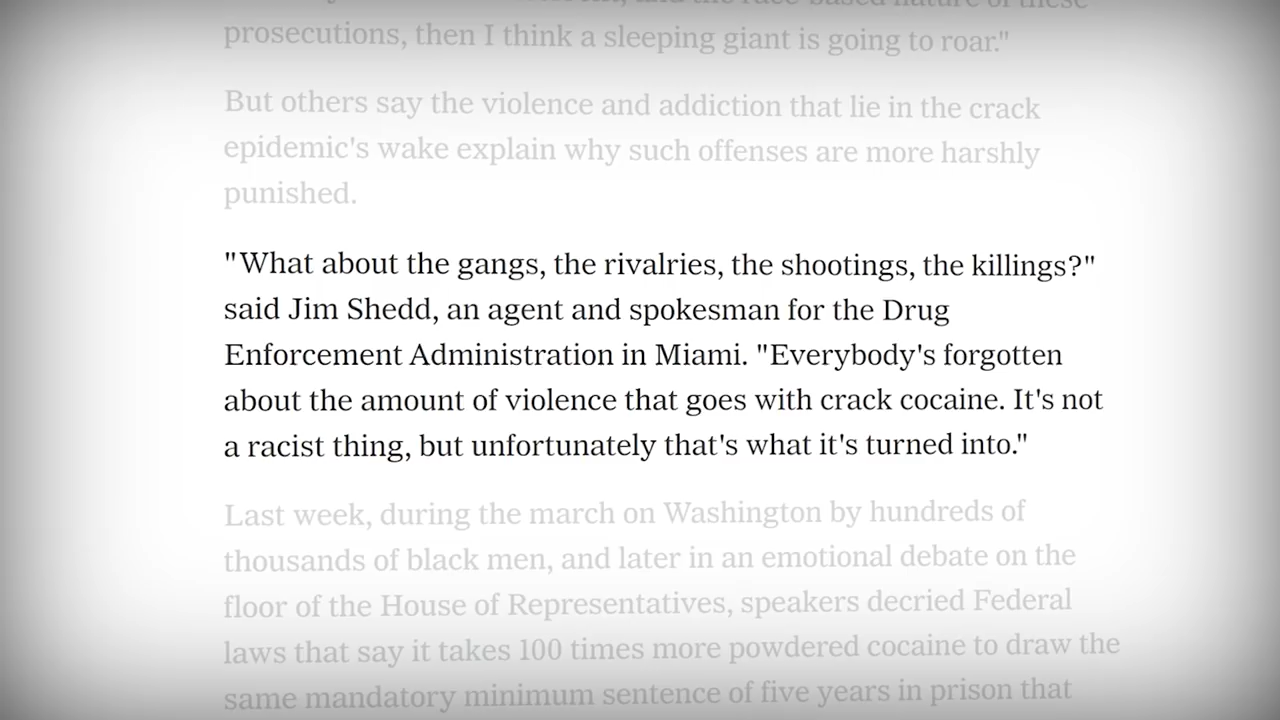 prosecutions, then I think a sleeping giant is going to roar."
But others say the violence and addiction that lie in the crack
epidemic's wake explain why such offenses are more harshly
punished.
"What about the gangs, the rivalries, the shootings, the killings?"
said Jim Shedd, an agent and spokesman for the Drug
Enforcement Administration in Miami. "Everybody's forgotten
about the amount of violence that goes with crack cocaine. It's not
a racist thing, but unfortunately that's what it's turned into."
Last week, during the march on Washington by hundreds of
thousands of black men, and later in an emotional debate on the
floor of the House of Representatives, speakers decried Federal
laws that say it takes 100 times more powdered cocaine to draw the
same mandatory minimum sentence of five years in prison that